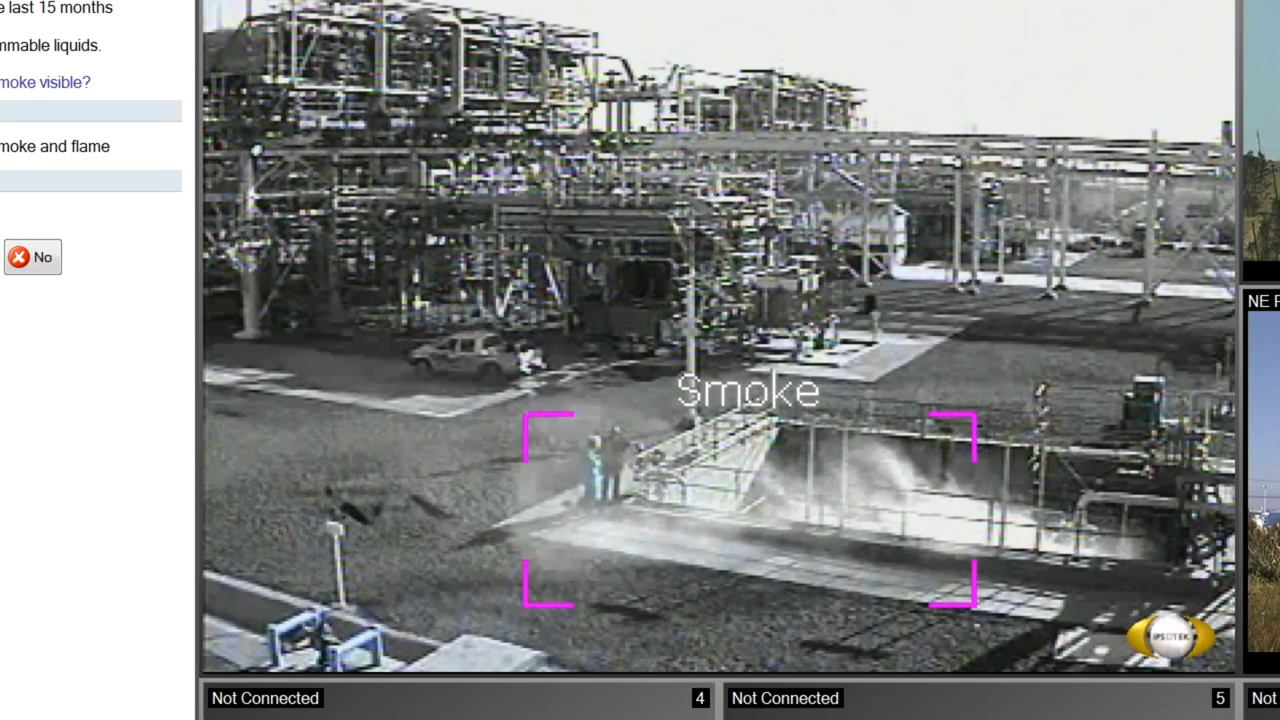 e last 15 months
mmable liquids.
moke visible?
moke and flame
No
Smoke
NE
IPSOTEK
Not Connected
4
Not Connected
5
Not